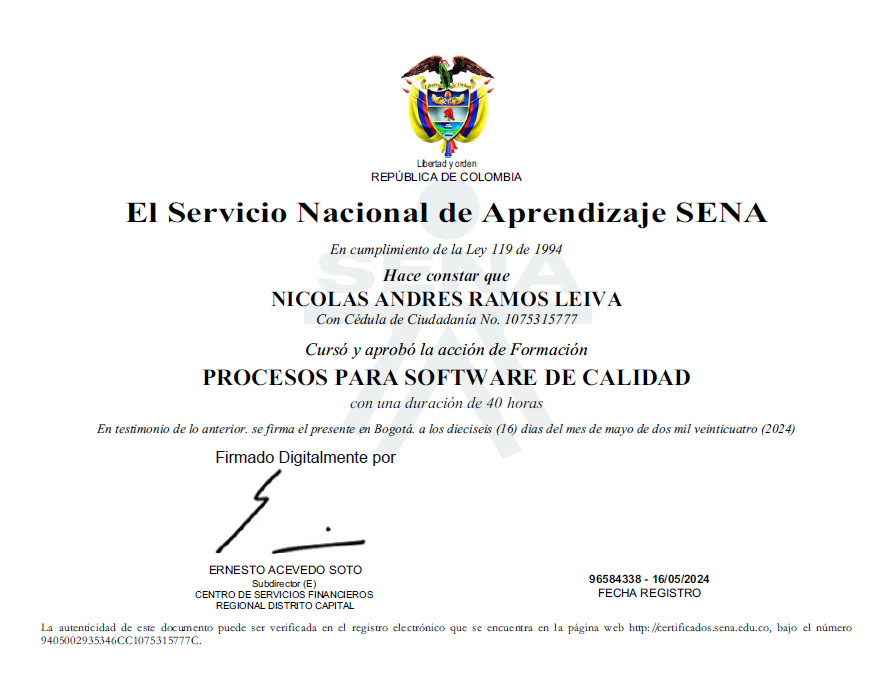 Libertad y orden
REPÚBLICA DE COLOMBIA
El Servicio Nacional de Aprendizaje SENA
En cumplimiento de la Ley 119 de 1994
Hace constar que
NICOLAS ANDRES RAMOS LEIVA
Con Cédula de Ciudadanía No. 1075315777
Cursó y aprobó la acción de Formación
PROCESOS PARA SOFTWARE DE CALIDAD
con una duración de 40 horas
En testimonio de lo anterior. se firma el presente en Bogotá. a los dieciseis (16) dias del mes de mayo de dos mil veinticuatro (2024)
Firmado Digitalmente por
ERNESTO ACEVEDO SOTO
Subdirector (E)
CENTRO DE SERVICIOS FINANCIEROS
REGIONAL DISTRITO CAPITAL
96584338 - 16/05/2024
FECHA REGISTRO
La autenticidad de este documento puede ser verificada en el registro electrónico que se encuentra en la página web http://certificados.sena.edu.co, bajo el número
9405002935346CC1075315777C.
SENA